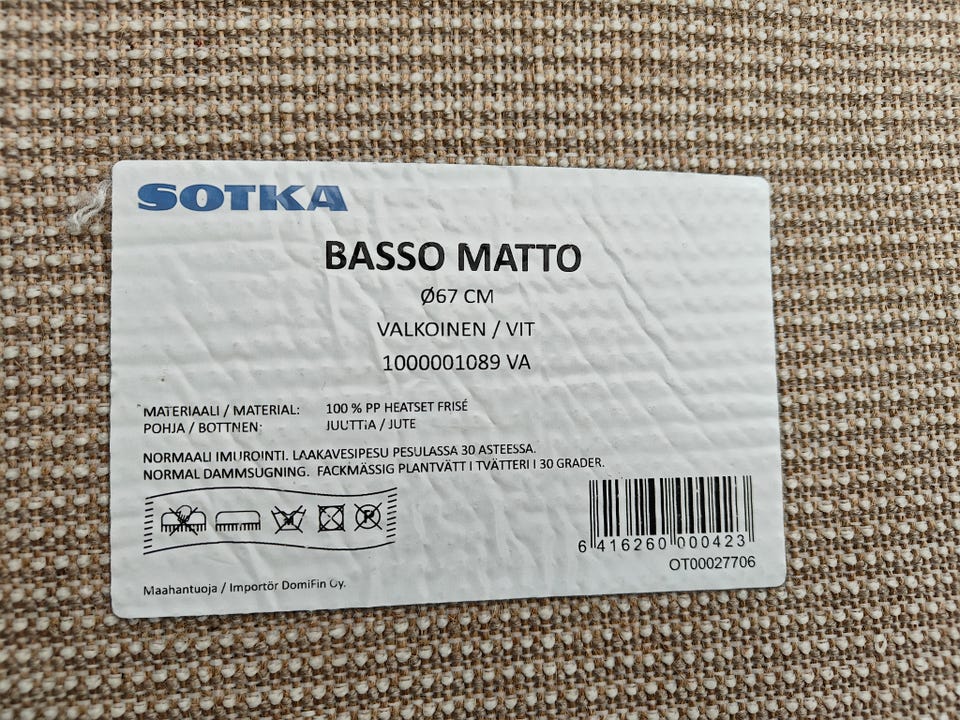 SOTKA
BASSO MATTO
Ø67 CM
VALKOINEN / VIT
1000001089 VA
MATERIAALI / MATERIAL: 100 % PP HEATSET FRISÉ
POHJA / BOTTNEN: JUUTTIA / JUTE
NORMAALI IMUROINTI. LAAKAVESIPESU PESULASSA 30 ASTEESSA.
NORMAL DAMMSUGNING. FACKMÄSSIG PLANTVÄTT I TVÄTTERI I 30 GRADER.
P
6 416260 000423
OT00027706
Maahantuoja / Importör DomiFin Oy.